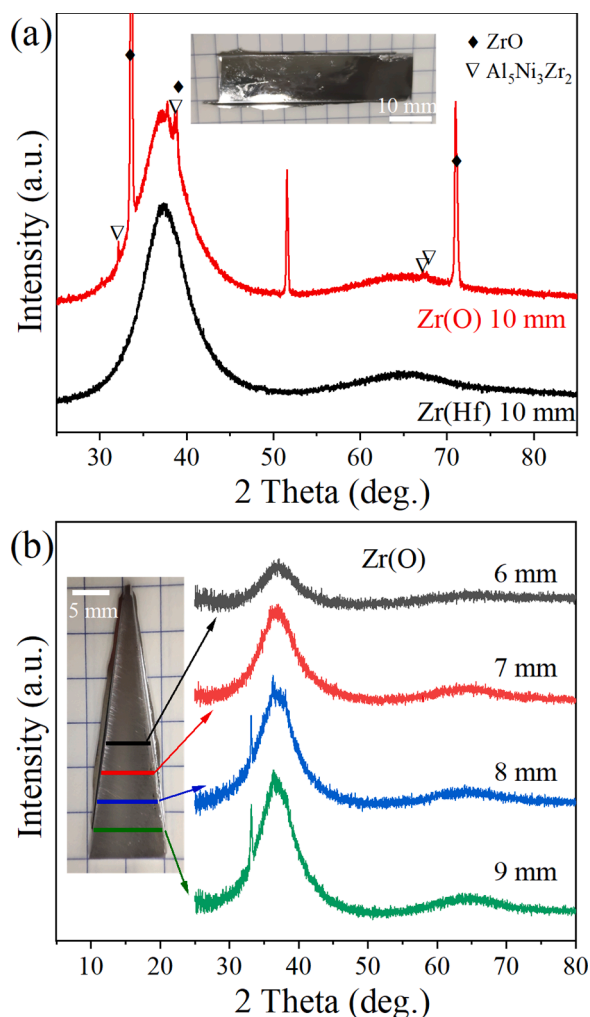 (a)
◆ ZrO
▽ Al₅Ni₃Zr₂
10 mm
Intensity (a.u.)
Zr(O) 10 mm
Zr(Hf) 10 mm
30 40 50 60 70 80
2 Theta (deg.)
(b)
Zr(O)
5 mm
6 mm
7 mm
8 mm
9 mm
Intensity (a.u.)
10 20 30 40 50 60 70 80
2 Theta (deg.)